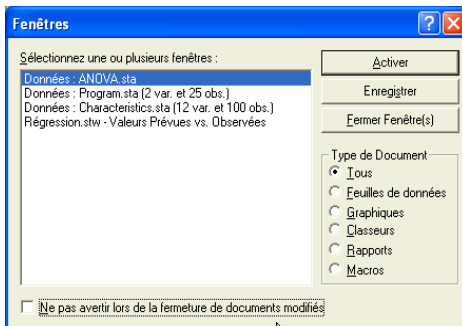 Fenêtres
Sélectionnez une ou plusieurs fenêtres :
Données : ANOVA.sta
Données : Program.sta (2 var. et 25 obs.)
Données : Characteristics.sta (12 var. et 100 obs.)
Régression.stw - Valeurs Prévues vs. Observées
Activer
Enregistrer
Fermer Fenêtre(s)
Type de Document
Tous
Feuilles de données
Graphiques
Classeurs
Rapports
Macros
Ne pas avertir lors de la fermeture de documents modifiés